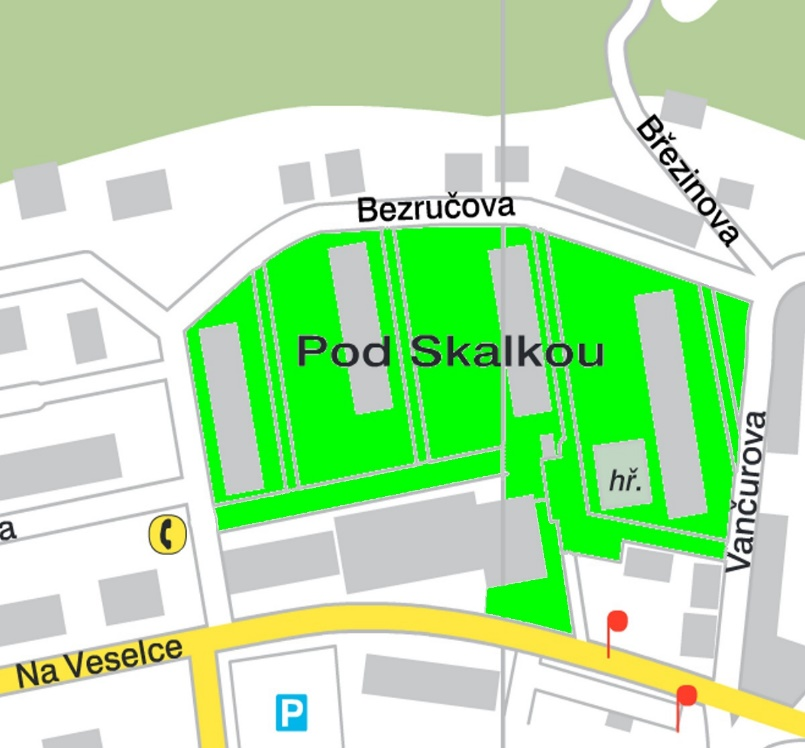 Březinova
Bezručova
Pod Skalkou
hř.
Vančurova
a
Na Veselce
P